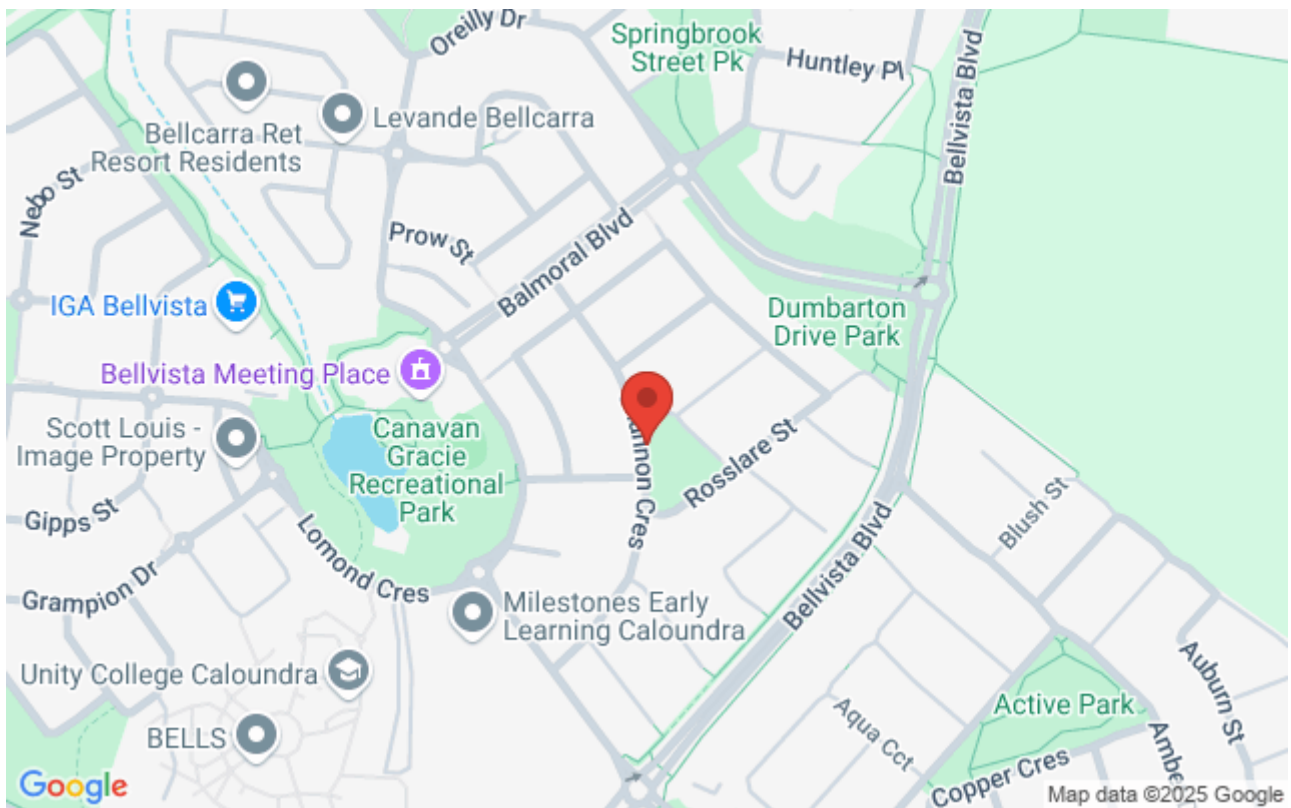 Oreilly Dr
Springbrook
Street Pk
Huntley Pl
Bellvista Blvd
Levande Bellcarra
Bellcarra Ret
Resort Residents
Nebo St
Prow St
Balmoral Blvd
IGA Bellvista
Dumbarton
Drive Park
Bellvista Meeting Place
Scott Louis -
Image Property
Canavan
Gracie
Recreational
Park
Rosslare St
Cres
Gipps St
Blush St
Lomond Cres
Grampion Dr
Bellvista Blvd
Milestones Early
Learning Caloundra
Unity College Caloundra
Auburn St
Active Park
BELLS
Aqua Cct
Copper Cres
Google
Map data ©2025 Google